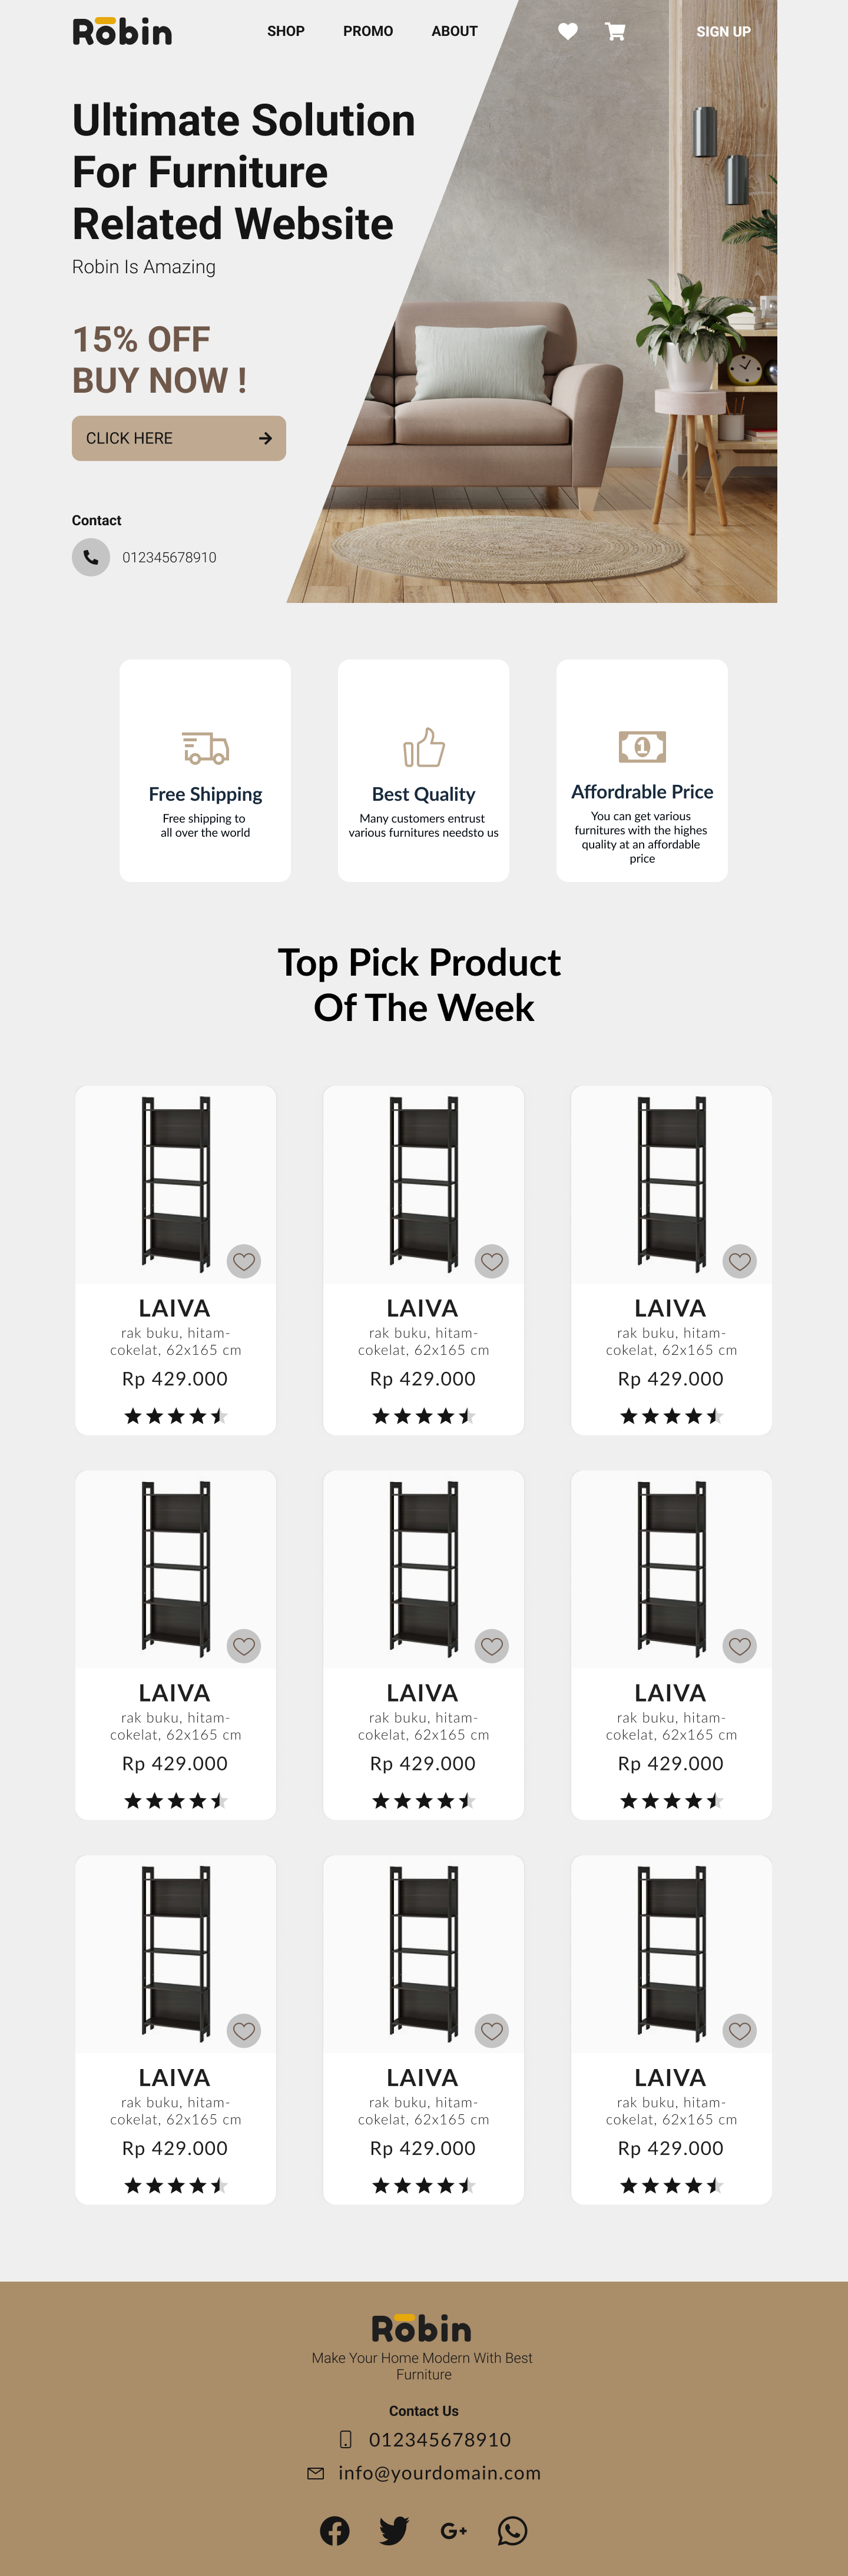 Robin
SHOP PROMO ABOUT SIGN UP
Ultimate Solution
For Furniture
Related Website
Robin Is Amazing
15% OFF
BUY NOW !
CLICK HERE
Contact
012345678910
Free Shipping
Free shipping to
all over the world
Best Quality
Many customers entrust
various furnitures needsto us
1
Affordrable Price
You can get various
furnitures with the highes
quality at an affordable
price
Top Pick Product
Of The Week
LAIVA
rak buku, hitam-
cokelat, 62x165 cm
Rp 429.000
LAIVA
rak buku, hitam-
cokelat, 62x165 cm
Rp 429.000
LAIVA
rak buku, hitam-
cokelat, 62x165 cm
Rp 429.000
LAIVA
rak buku, hitam-
cokelat, 62x165 cm
Rp 429.000
LAIVA
rak buku, hitam-
cokelat, 62x165 cm
Rp 429.000
LAIVA
rak buku, hitam-
cokelat, 62x165 cm
Rp 429.000
LAIVA
rak buku, hitam-
cokelat, 62x165 cm
Rp 429.000
LAIVA
rak buku, hitam-
cokelat, 62x165 cm
Rp 429.000
LAIVA
rak buku, hitam-
cokelat, 62x165 cm
Rp 429.000
Robin
Make Your Home Modern With Best
Furniture
Contact Us
012345678910
info@yourdomain.com
G+